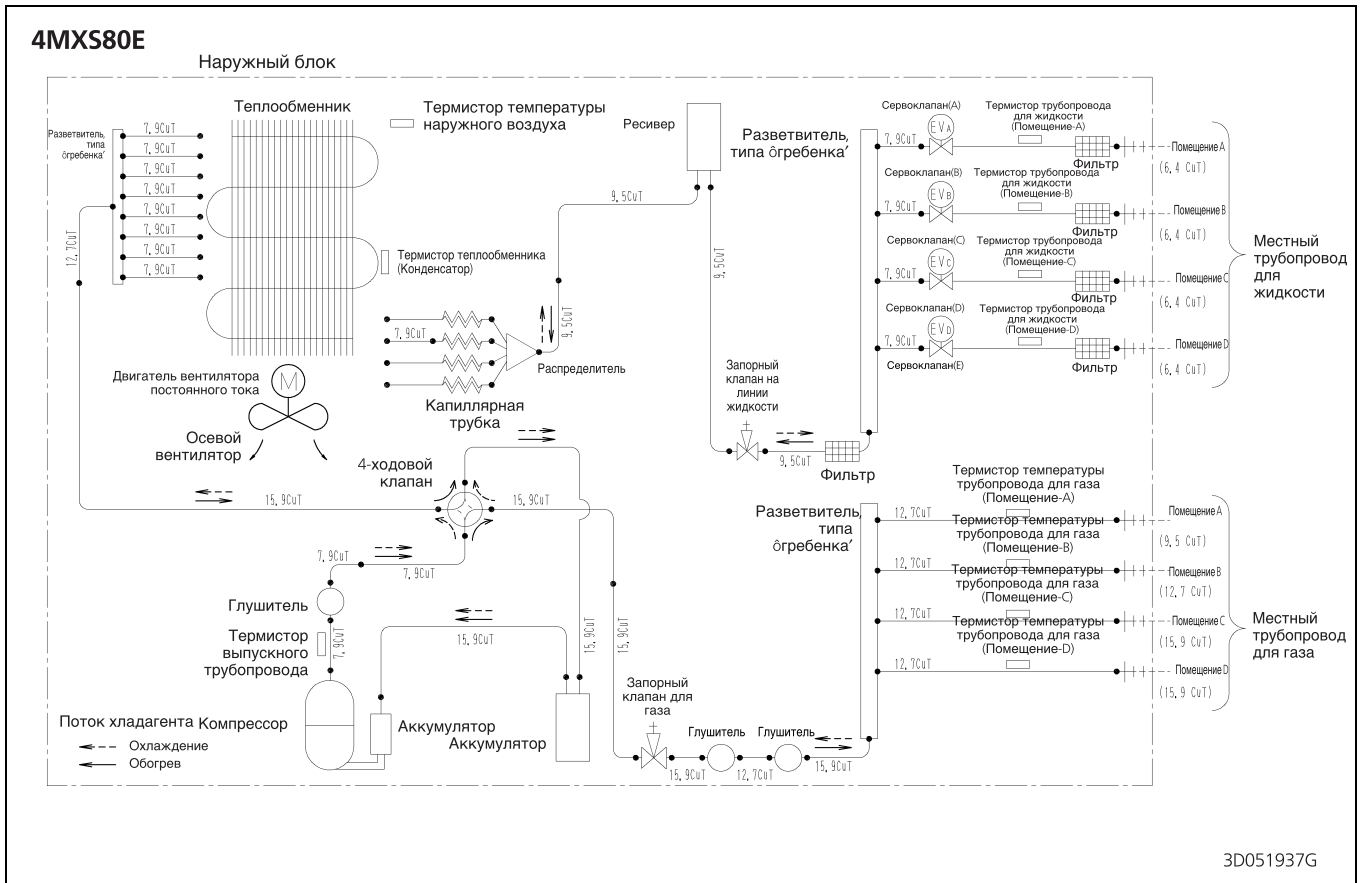 4MXS80E
Наружный блок
Теплообменник
Термистор температуры
наружного воздуха
Разветвитель,
типа
ôгребенка′
7,9CuT
7,9CuT
7,9CuT
7,9CuT
7,9CuT
7,9CuT
7,9CuT
7,9CuT
12,7CuT
Термистор теплообменника
(Конденсатор)
7,9CuT
Капиллярная
трубка
Распределитель
9,5CuT
9,5CuT
Ресивер
9,5CuT
Двигатель вентилятора
постоянного тока
M
Осевой
вентилятор
Разветвитель,
типа ôгребенка′
Сервоклапан(A)
EVA
7,9CuT
Термистор трубопровода
для жидкости
(Помещение-A)
Фильтр
Помещение A
(6,4 CuT)
Сервоклапан(B)
EVB
7,9CuT
Термистор трубопровода
для жидкости
(Помещение-B)
Фильтр
Помещение B
(6,4 CuT)
Сервоклапан(C)
EVC
7,9CuT
Термистор трубопровода
для жидкости
(Помещение-C)
Фильтр
Помещение C
(6,4 CuT)
Сервоклапан(D)
EVD
7,9CuT
Термистор трубопровода
для жидкости
(Помещение-D)
Фильтр
Помещение D
(6,4 CuT)
Сервоклапан(E)
Местный
трубопровод
для
жидкости
Запорный
клапан на
линии
жидкости
9,5CuT
Фильтр
4-ходовой
клапан
15,9CuT
15,9CuT
7,9CuT
7,9CuT
Глушитель
7,9CuT
Термистор
выпускного
трубопровода
15,9CuT
15,9CuT
15,9CuT
Компрессор
Аккумулятор
Аккумулятор
Поток хладагента
Охлаждение
Обогрев
Запорный
клапан для
газа
Глушитель
Глушитель
15,9CuT
12,7CuT
15,9CuT
Разветвитель,
типа
ôгребенка′
Термистор температуры
трубопровода для газа
(Помещение-A)
12,7CuT
Помещение A
(9,5 CuT)
Термистор температуры
трубопровода для газа
(Помещение-B)
12,7CuT
Помещение B
(12,7 CuT)
Термистор температуры
трубопровода для газа
(Помещение-C)
12,7CuT
Помещение C
(15,9 CuT)
Термистор температуры
трубопровода для газа
(Помещение-D)
12,7CuT
Помещение D
(15,9 CuT)
Местный
трубопровод
для газа
3D051937G